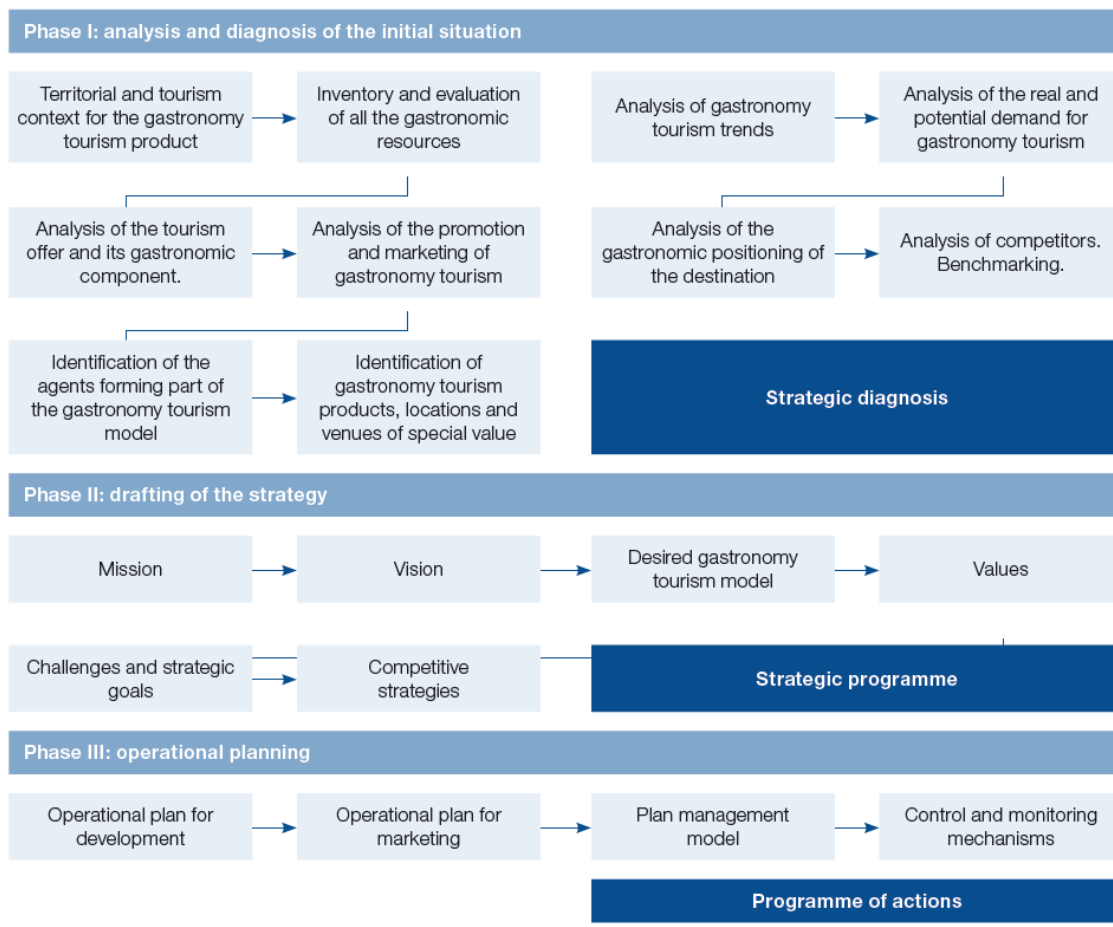 Phase I: analysis and diagnosis of the initial situation
Territorial and tourism
context for the gastronomy
tourism product
Inventory and evaluation
of all the gastronomic
resources
Analysis of gastronomy
tourism trends
Analysis of the real and
potential demand for
gastronomy tourism
Analysis of the tourism
offer and its gastronomic
component.
Analysis of the promotion
and marketing of
gastronomy tourism
Analysis of the
gastronomic positioning of
the destination
Analysis of competitors.
Benchmarking.
Identification of the
agents forming part of
the gastronomy tourism
model
Identification of
gastronomy tourism
products, locations and
venues of special value
Strategic diagnosis
Phase II: drafting of the strategy
Mission
Vision
Desired gastronomy
tourism model
Values
Challenges and strategic
goals
Competitive
strategies
Strategic programme
Phase III: operational planning
Operational plan for
development
Operational plan for
marketing
Plan management
model
Control and monitoring
mechanisms
Programme of actions